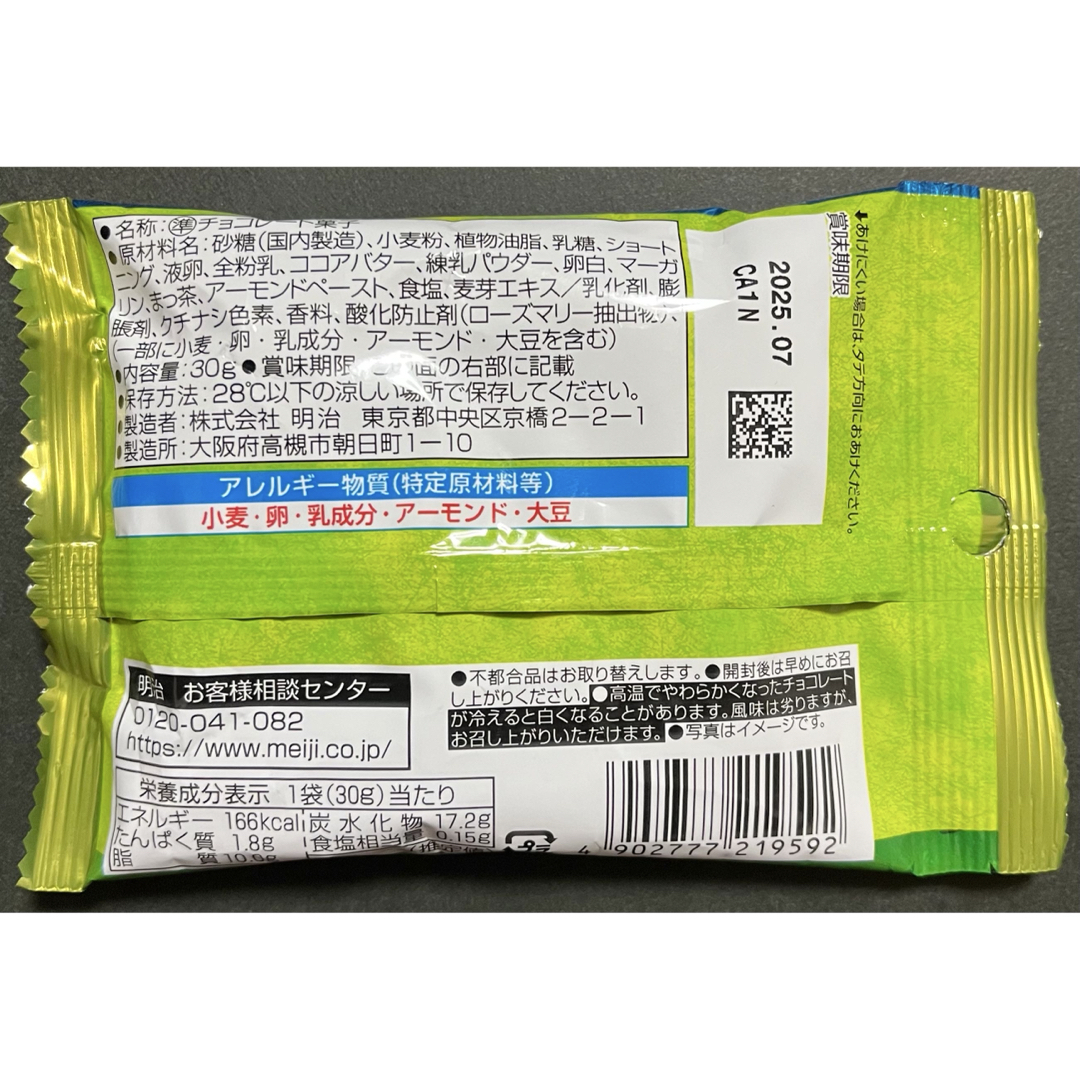 ●名称:準チョコレート菓子
●原材料名:砂糖(国内製造)、小麦粉、植物油脂、乳糖、ショート
ニング、液卵、全粉乳、ココアバター、練乳パウダー、卵白、マーガ
リン、まっ茶、アーモンドペースト、食塩、麦芽エキス/乳化剤、膨
脹剤、クチナシ色素、香料、酸化防止剤(ローズマリー抽出物)、
(一部に小麦・卵・乳成分・アーモンド・大豆を含む)
●内容量:30g●賞味期限:この面の右部に記載
●保存方法:28℃以下の涼しい場所で保存してください。
●製造者:株式会社 明治 東京都中央区京橋2-2-1
●製造所:大阪府高槻市朝日町1-10
アレルギー物質(特定原材料等)
小麦・卵・乳成分・アーモンド・大豆
賞味期限
2025.07
CA1N
⬇あけにくい場合は、タテ方向におあけください。
明治 お客様相談センター
0120-041-082
https://www.meiji.co.jp/
●不都合品はお取り替えします。●開封後は早めにお召
し上がりください。●高温でやわらかくなったチョコレート
が冷えると白くなることがあります。風味は劣りますが、
お召し上がりいただけます。●写真はイメージです。
栄養成分表示 1袋(30g)当たり
エネルギー 166kcal 炭水化物 17.2g
たんぱく質 1.8g 食塩相当量 0.15g
脂質
プラ
4 902777 219592